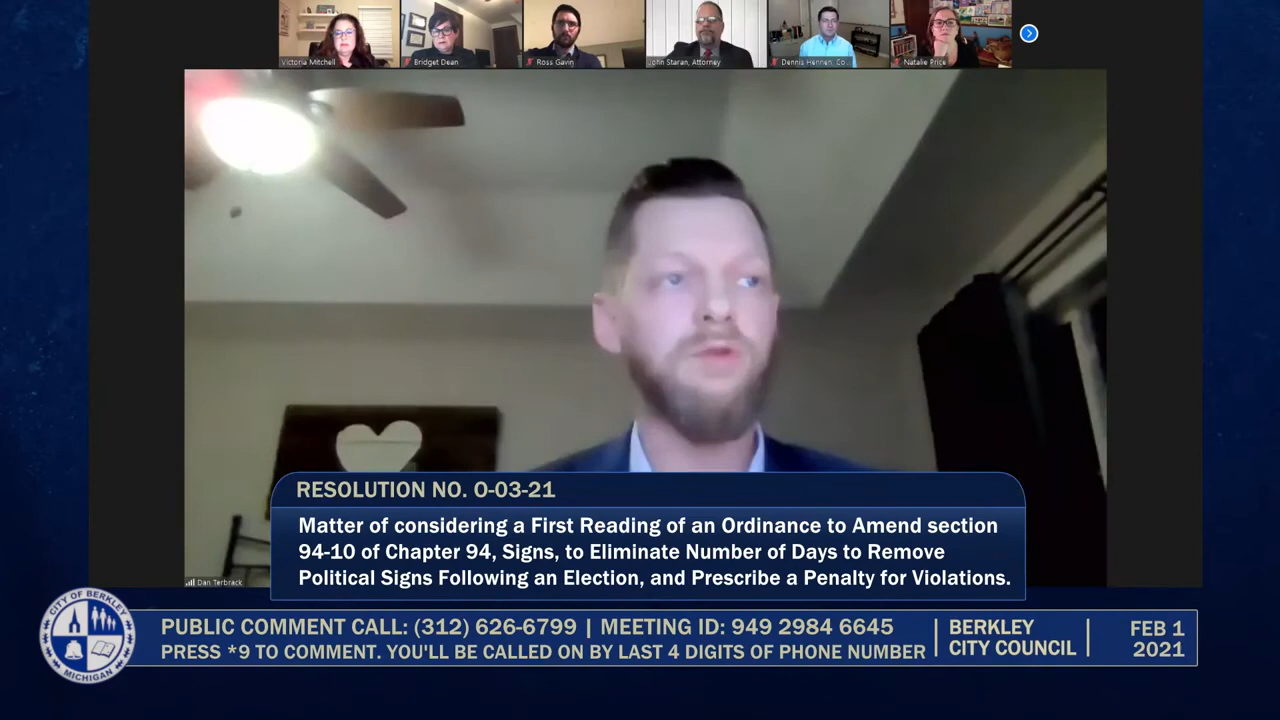 Victoria Mitchell
Bridget Dean
Ross Gavin
John Staran, Attorney
Dennis Hennen, Co...
Natalie Price
RESOLUTION NO. O-03-21
Matter of considering a First Reading of an Ordinance to Amend section
94-10 of Chapter 94, Signs, to Eliminate Number of Days to Remove
Political Signs Following an Election, and Prescribe a Penalty for Violations.
Dan Terbrack
CITY OF BERKLEY
MICHIGAN
PUBLIC COMMENT CALL: (312) 626-6799 | MEETING ID: 949 2984 6645
PRESS *9 TO COMMENT. YOU'LL BE CALLED ON BY LAST 4 DIGITS OF PHONE NUMBER
BERKLEY
CITY COUNCIL
FEB 1
2021